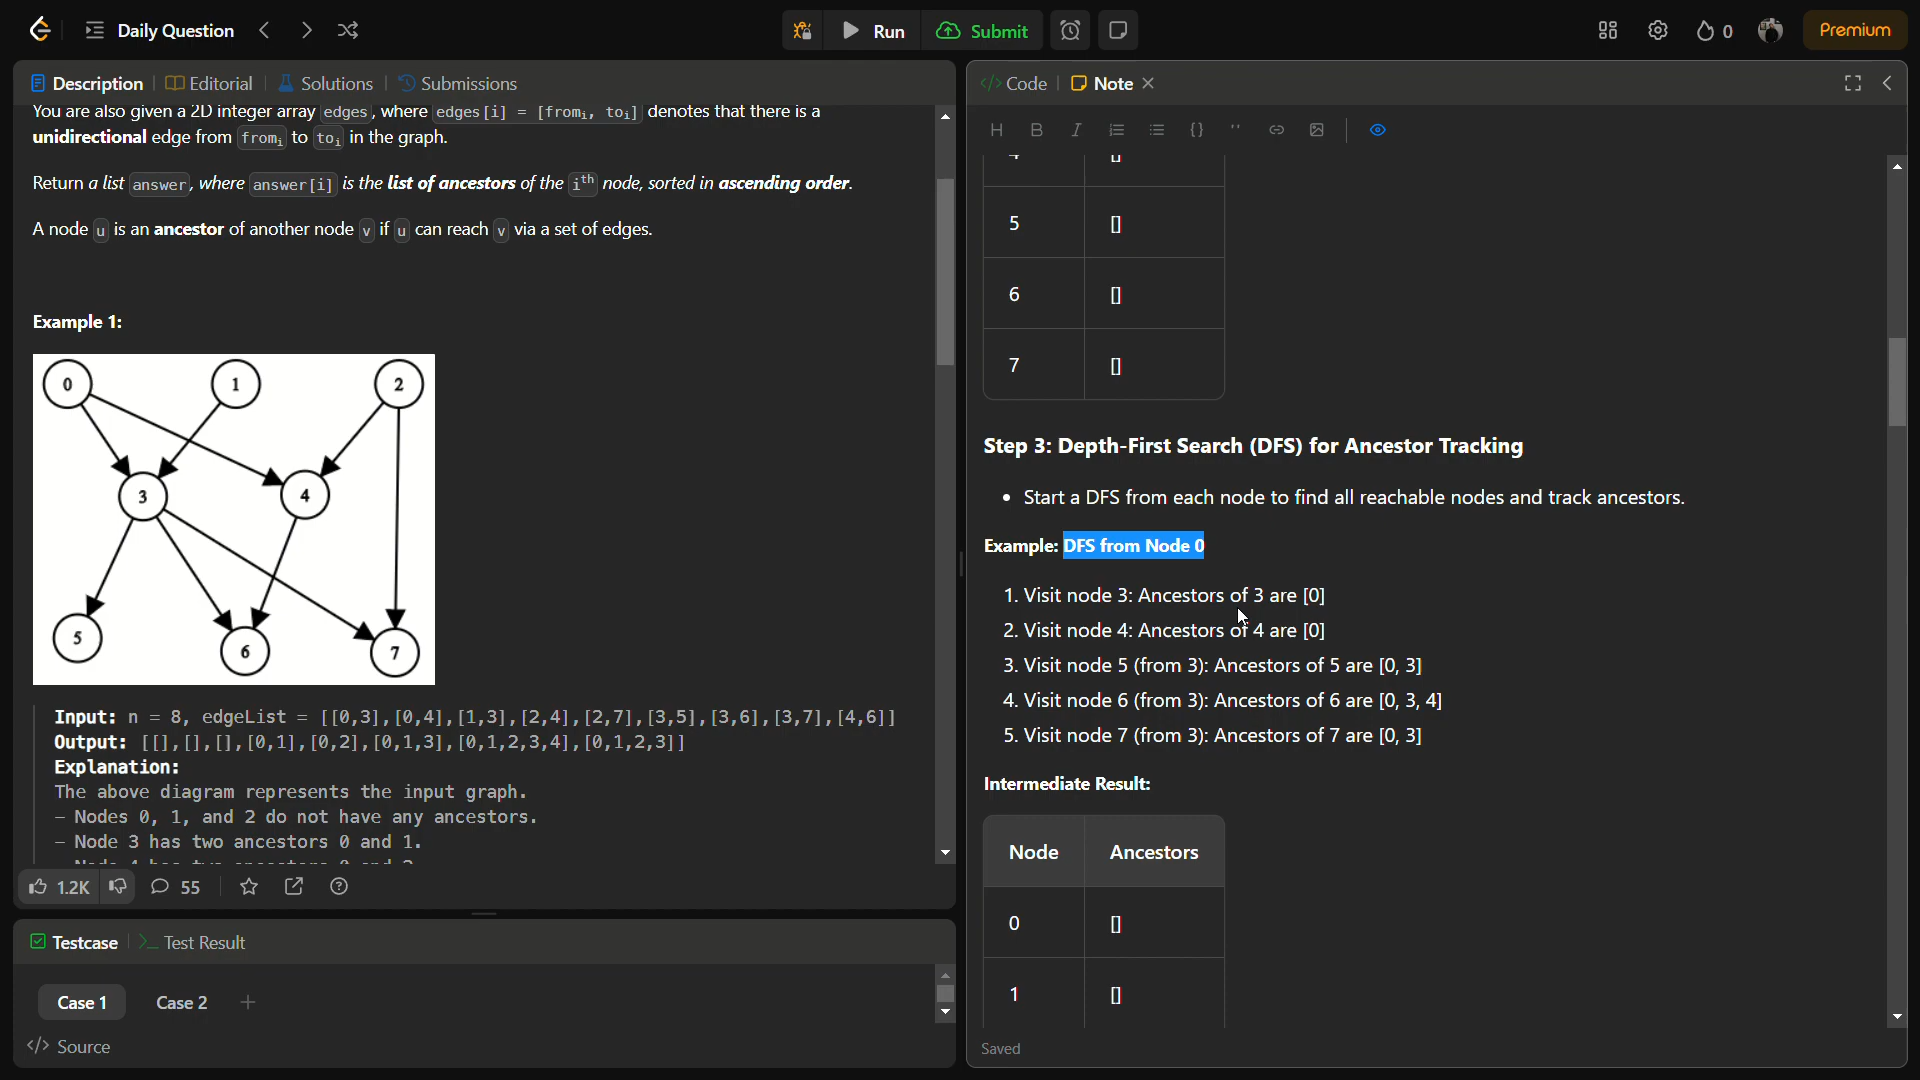 Daily Question
Run
Submit
0
Premium
Description
Editorial
Solutions
Submissions
You are also given a 2D integer array edges, where edges[i] = [fromᵢ, toᵢ] denotes that there is a
unidirectional edge from fromᵢ to toᵢ in the graph.
Return a list answer, where answer[i] is the list of ancestors of the iᵗʰ node, sorted in ascending order.
A node u is an ancestor of another node v if u can reach v via a set of edges.
Example 1:
0
1
2
3
4
5
6
7
Input: n = 8, edgeList = [[0,3],[0,4],[1,3],[2,4],[2,7],[3,5],[3,6],[3,7],[4,6]]
Output: [[],[],[],[0,1],[0,2],[0,1,3],[0,1,2,3,4],[0,1,2,3]]
Explanation:
The above diagram represents the input graph.
- Nodes 0, 1, and 2 do not have any ancestors.
- Node 3 has two ancestors 0 and 1.
1.2K
55
Testcase
Test Result
Case 1
Case 2
</> Source
</> Code
Note
H B I {} "
5 []
6 []
7 []
Step 3: Depth-First Search (DFS) for Ancestor Tracking
• Start a DFS from each node to find all reachable nodes and track ancestors.
Example: DFS from Node 0
1. Visit node 3: Ancestors of 3 are [0]
2. Visit node 4: Ancestors of 4 are [0]
3. Visit node 5 (from 3): Ancestors of 5 are [0, 3]
4. Visit node 6 (from 3): Ancestors of 6 are [0, 3, 4]
5. Visit node 7 (from 3): Ancestors of 7 are [0, 3]
Intermediate Result:
Node Ancestors
0 []
1 []
Saved